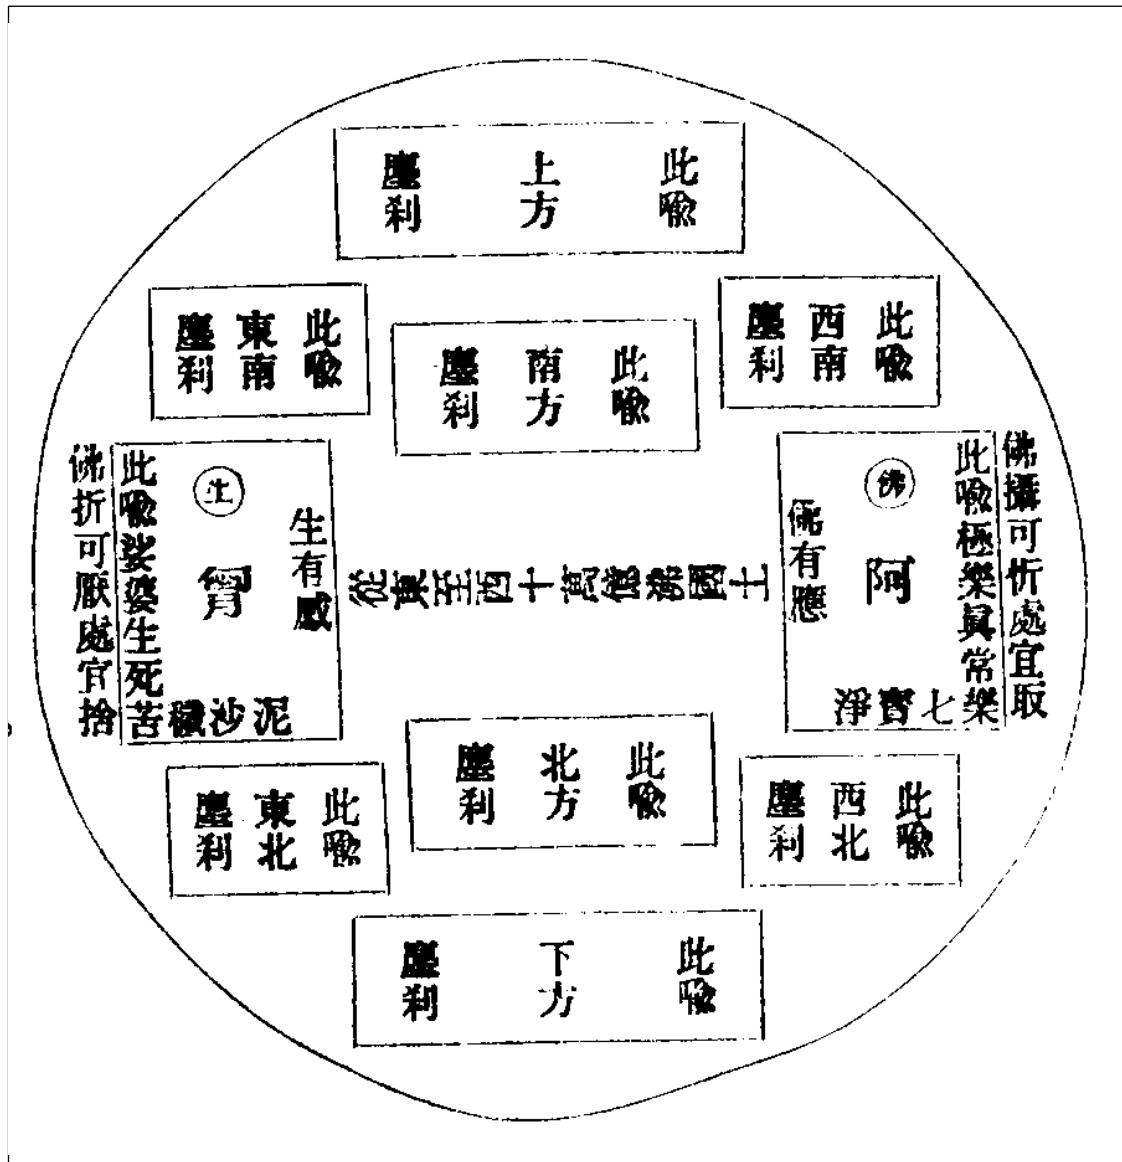 此喻
上方
塵剎
此喻
西南
塵剎
此喻
南方
塵剎
此喻
東南
塵剎
佛攝可忻處宜取
此喻極樂眞常樂
七寶淨
佛
阿
佛有應
從東至西十萬億佛國土
生有感
生
泥沙穢
此喻娑婆生死苦
佛折可厭處宜捨
此喻
西北
塵剎
此喻
北方
塵剎
此喻
東北
塵剎
此喻
下方
塵剎